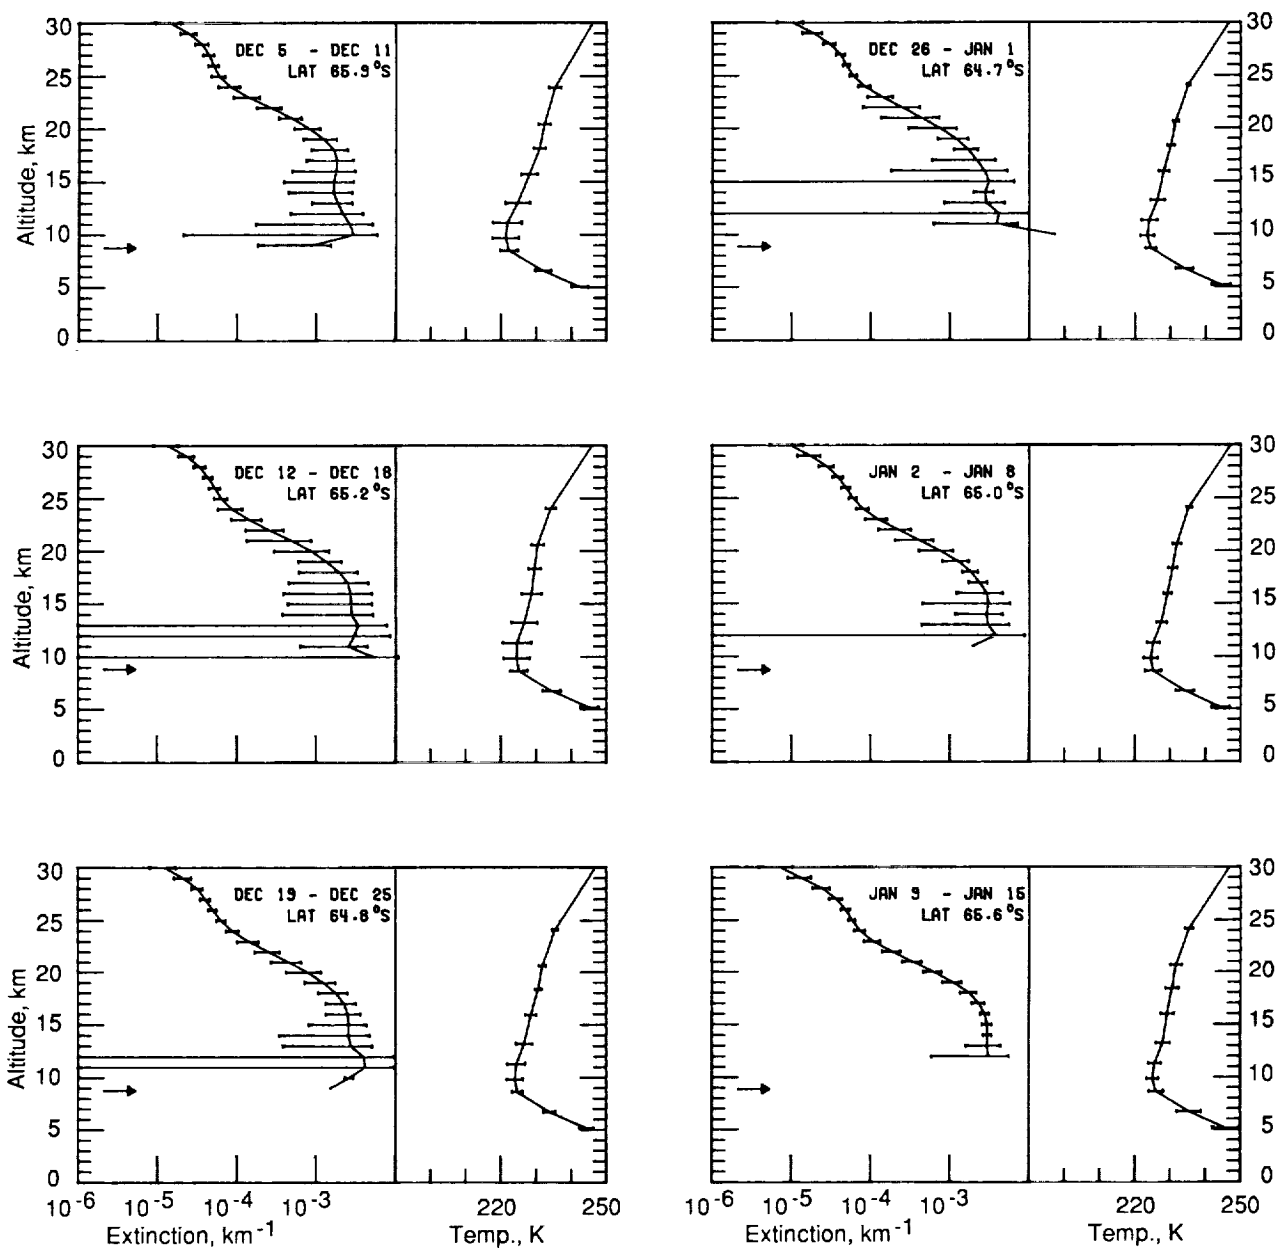 30
25
20
15
10
5
0
Altitude, km
DEC 5 - DEC 11
LAT 65.9°S
DEC 26 - JAN 1
LAT 64.7°S
30
25
20
15
10
5
0
30
25
20
15
10
5
0
Altitude, km
DEC 12 - DEC 18
LAT 65.2°S
JAN 2 - JAN 8
LAT 65.0°S
30
25
20
15
10
5
0
30
25
20
15
10
5
0
Altitude, km
DEC 19 - DEC 25
LAT 64.8°S
JAN 9 - JAN 15
LAT 65.6°S
30
25
20
15
10
5
0
10⁻⁶ 10⁻⁵ 10⁻⁴ 10⁻³ 220 250
Extinction, km⁻¹ Temp., K
10⁻⁶ 10⁻⁵ 10⁻⁴ 10⁻³ 220 250
Extinction, km⁻¹ Temp., K